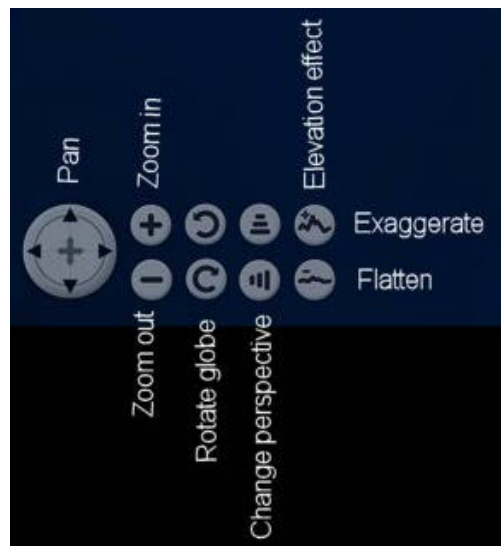 Pan
Zoom in
Elevation effect
Exaggerate
Flatten
Zoom out
Rotate globe
Change perspective